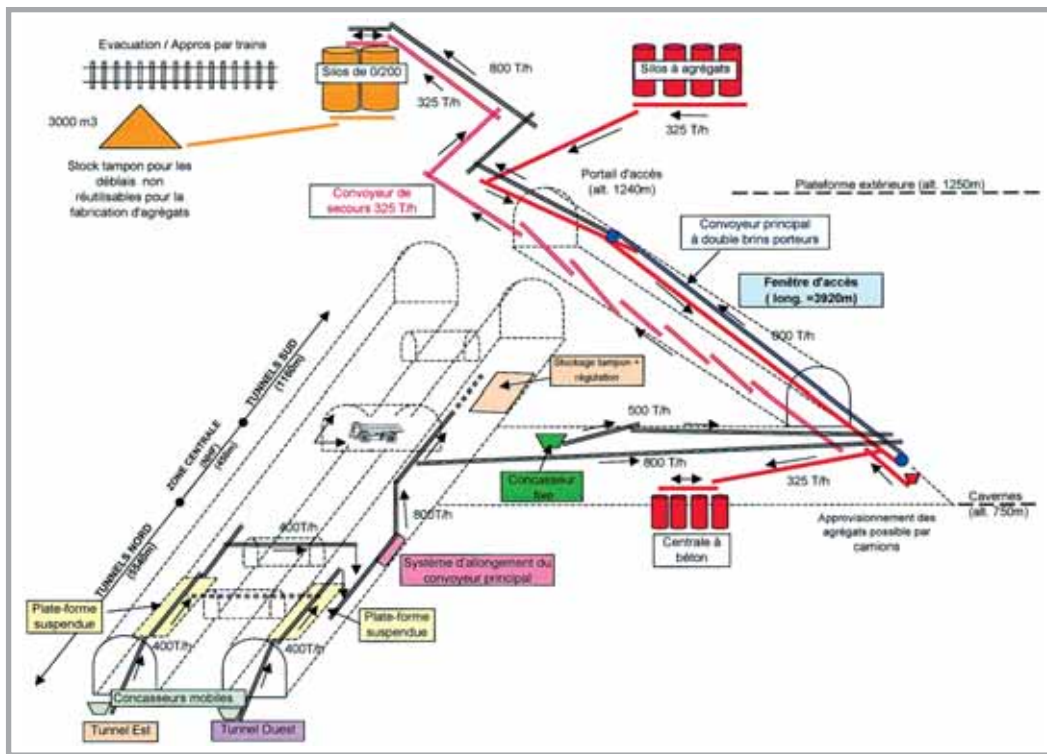 Evacuation / Appros par trains
Silos de 0/200
800 T/h
Silos à agrégats
325 T/h
325 T/h
3000 m3
Stock tampon pour les
déblais non
réutilisables pour la
fabrication d'agrégats
Convoyeur de
secours 325 T/h
Portail d'accès
(alt. 1240m)
Plateforme extérieure (alt. 1250m)
Convoyeur principal
à double brins porteurs
Fenêtre d'accès
( long. =3920m)
800 T/h
TUNNELS SUD
(1160m)
ZONE CENTRALE
(450m)
TUNNELS NORD
(5540m)
Stockage tampon +
régulation
500 T/h
Concasseur
fixe
800 T/h
325 T/h
Cavernes
(alt. 750m)
Centrale à
béton
Approvisionnement des
agrégats possible par
camions
400T/h
800T/h
Système d'allongement du
convoyeur principal
Plate-forme
suspendue
Plate-forme
suspendue
400T/h
400T/h
Concasseurs mobiles
Tunnel Est
Tunnel Ouest